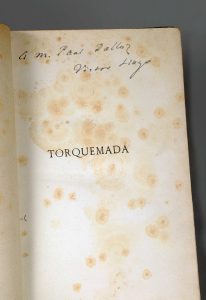 A M. Paul Dalloz
Victor Hugo
TORQUEMADA